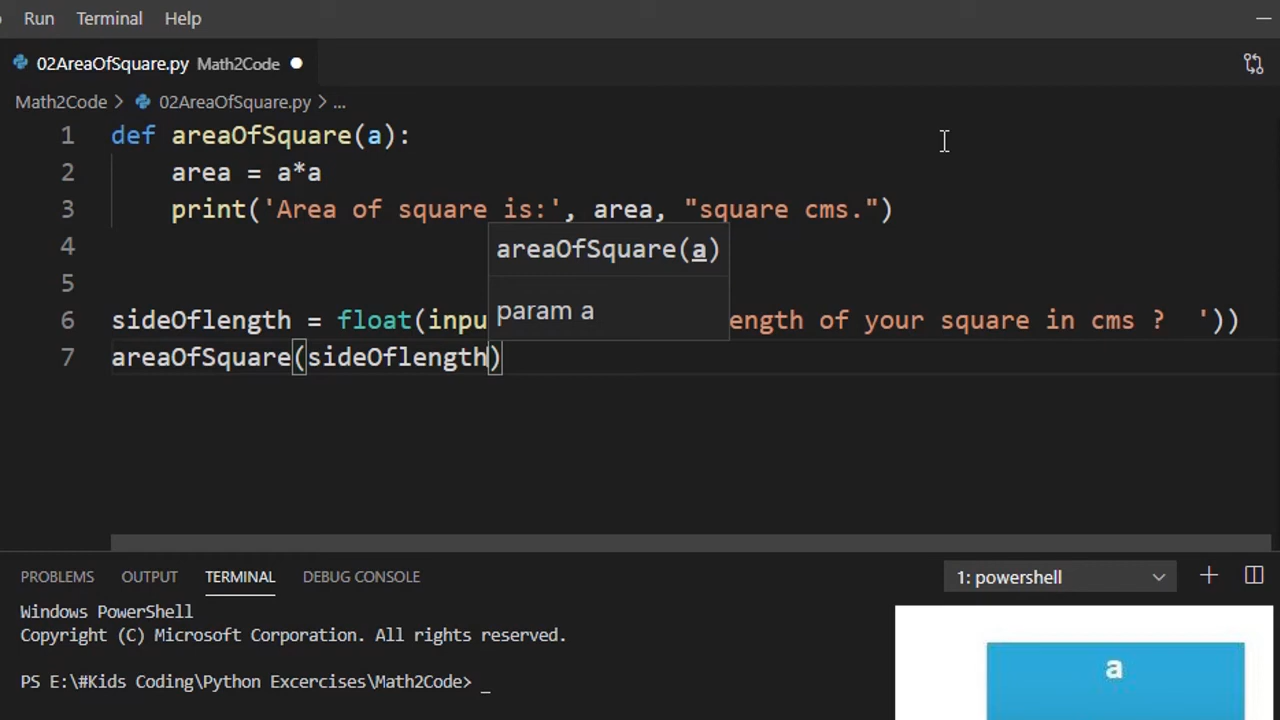 Run Terminal Help
02AreaOfSquare.py Math2Code
Math2Code > 02AreaOfSquare.py > ...
1 def areaOfSquare(a):
2 area = a*a
3 print('Area of square is:', area, "square cms.")
4
5
areaOfSquare(a)
param a
6 sideOflength = float(inpu ength of your square in cms ?  '))
7 areaOfSquare(sideOflength)
PROBLEMS OUTPUT TERMINAL DEBUG CONSOLE 1: powershell
Windows PowerShell
Copyright (C) Microsoft Corporation. All rights reserved.
PS E:\#Kids Coding\Python Excercises\Math2Code> _
a